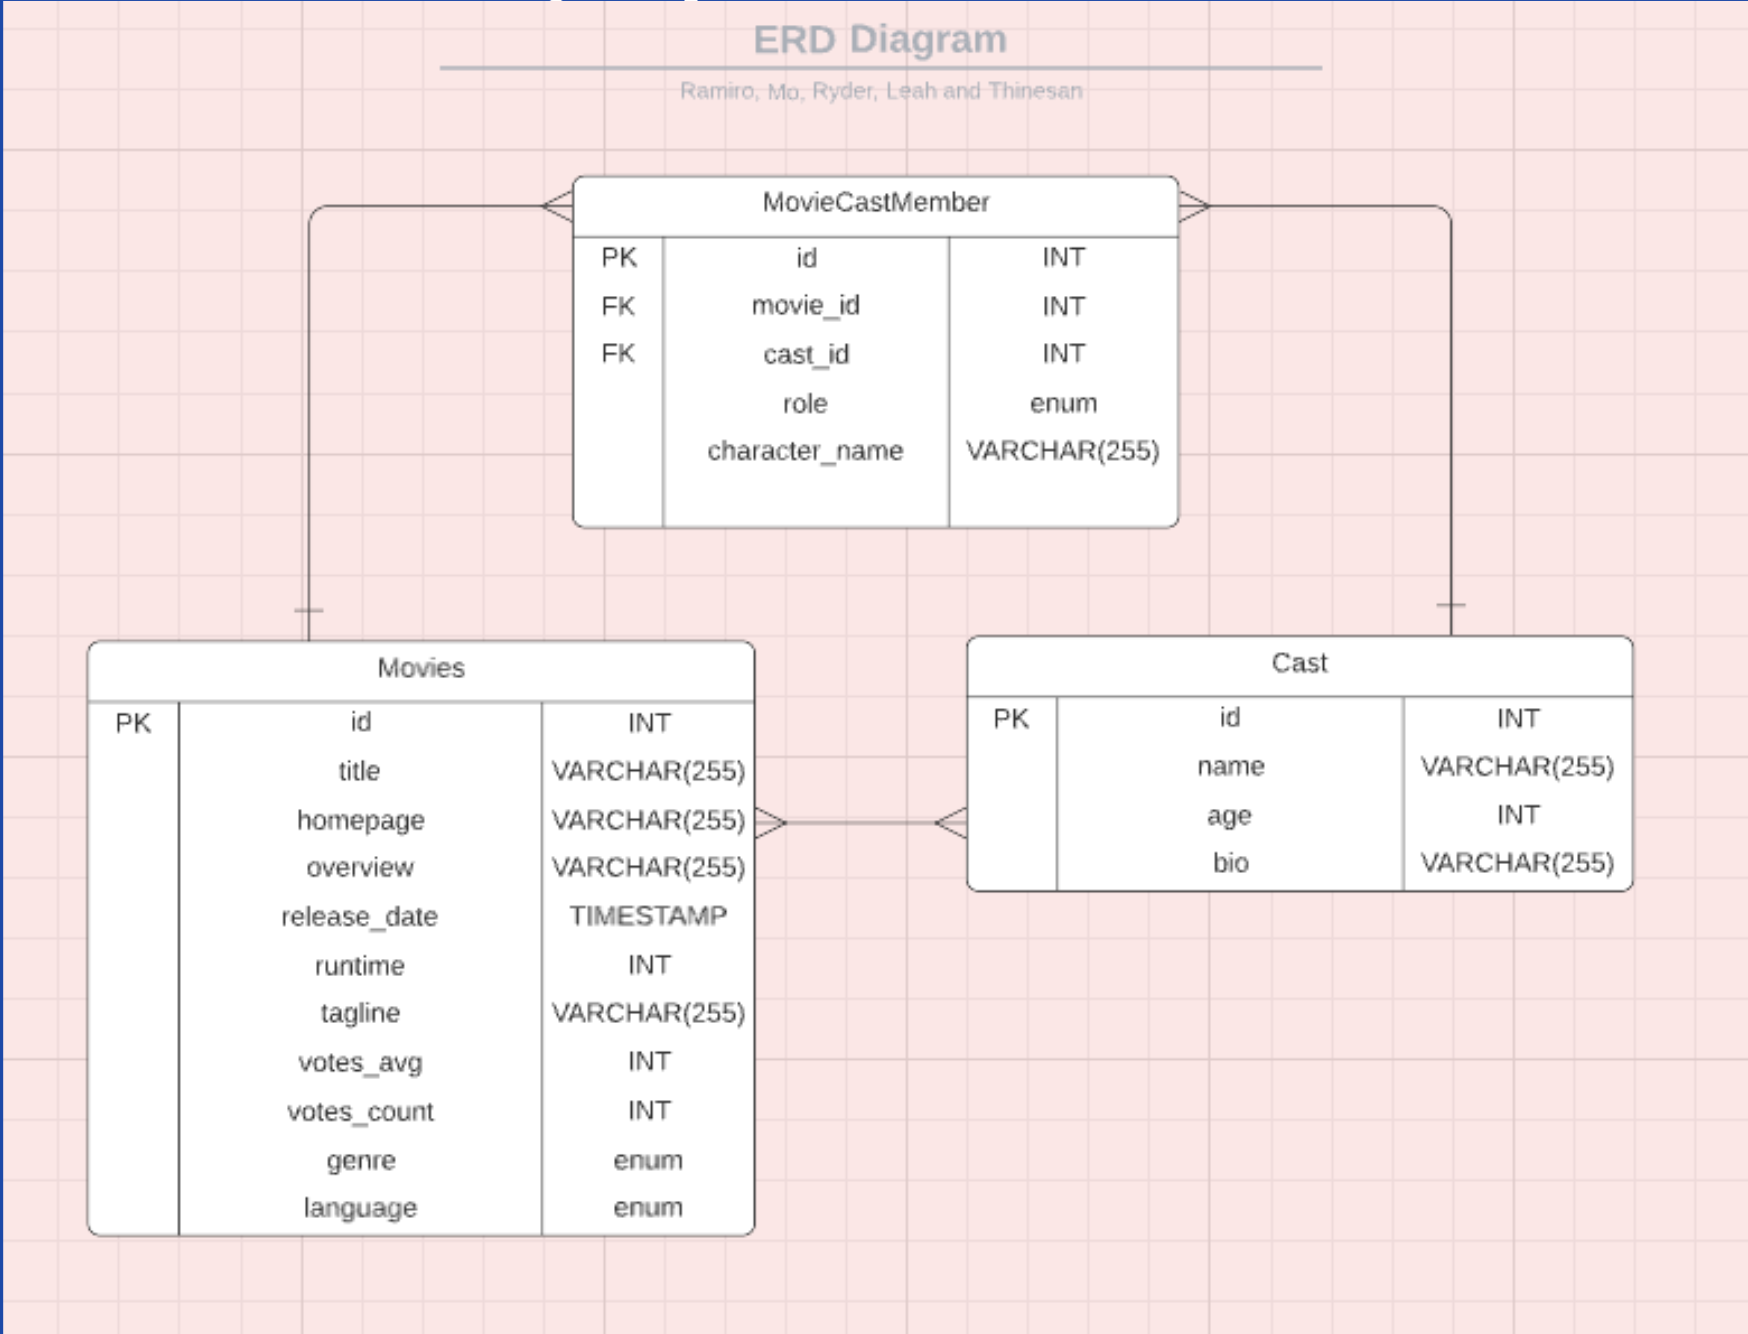 ERD Diagram
Ramiro, Mo, Ryder, Leah and Thinesan
MovieCastMember
PK id INT
FK movie_id INT
FK cast_id INT
role enum
character_name VARCHAR(255)
Movies
PK id INT
title VARCHAR(255)
homepage VARCHAR(255)
overview VARCHAR(255)
release_date TIMESTAMP
runtime INT
tagline VARCHAR(255)
votes_avg INT
votes_count INT
genre enum
language enum
Cast
PK id INT
name VARCHAR(255)
age INT
bio VARCHAR(255)